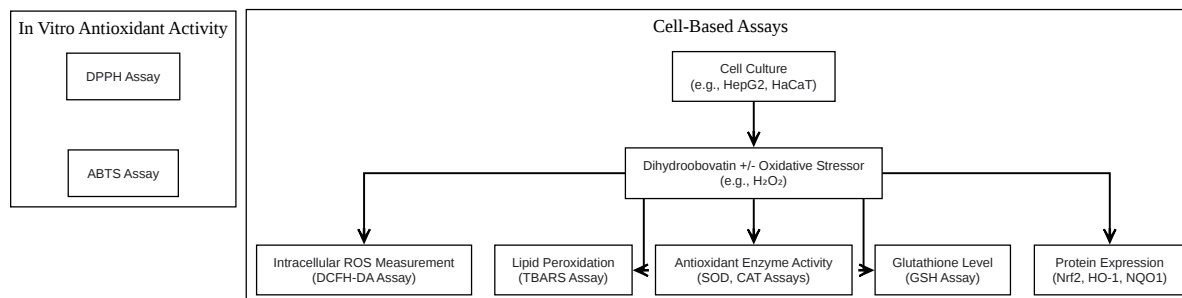 In Vitro Antioxidant Activity
DPPH Assay
ABTS Assay
Cell-Based Assays
Cell Culture
(e.g., HepG2, HaCaT)
Dihydroobovatin +/- Oxidative Stressor
(e.g., H₂O₂)
Intracellular ROS Measurement
(DCFH-DA Assay)
Lipid Peroxidation
(TBARS Assay)
Antioxidant Enzyme Activity
(SOD, CAT Assays)
Glutathione Level
(GSH Assay)
Protein Expression
(Nrf2, HO-1, NQO1)